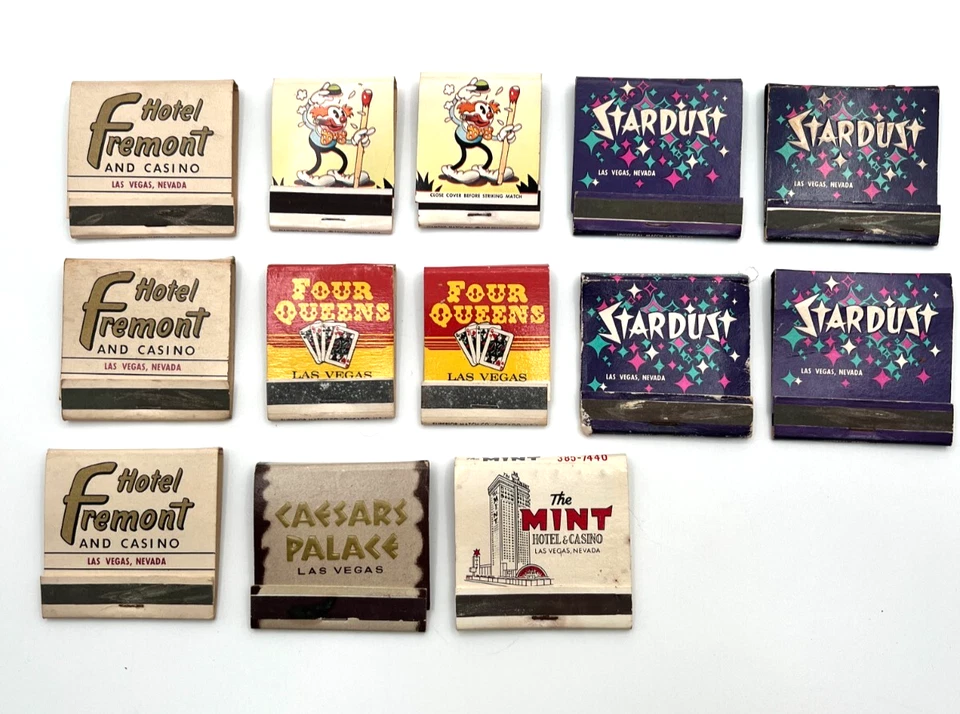 Hotel
Fremont
AND CASINO
LAS VEGAS, NEVADA
CLOSE COVER BEFORE STRIKING MATCH
STARDUST
LAS VEGAS, NEVADA
STARDUST
LAS VEGAS, NEVADA
Hotel
Fremont
AND CASINO
LAS VEGAS, NEVADA
FOUR
QUEENS
LAS VEGAS
FOUR
QUEENS
LAS VEGAS
STARDUST
LAS VEGAS, NEVADA
STARDUST
LAS VEGAS, NEVADA
Hotel
Fremont
AND CASINO
LAS VEGAS, NEVADA
CAESARS
PALACE
LAS VEGAS
MINT 385-7440
MINT
The
MINT
HOTEL & CASINO
LAS VEGAS, NEVADA